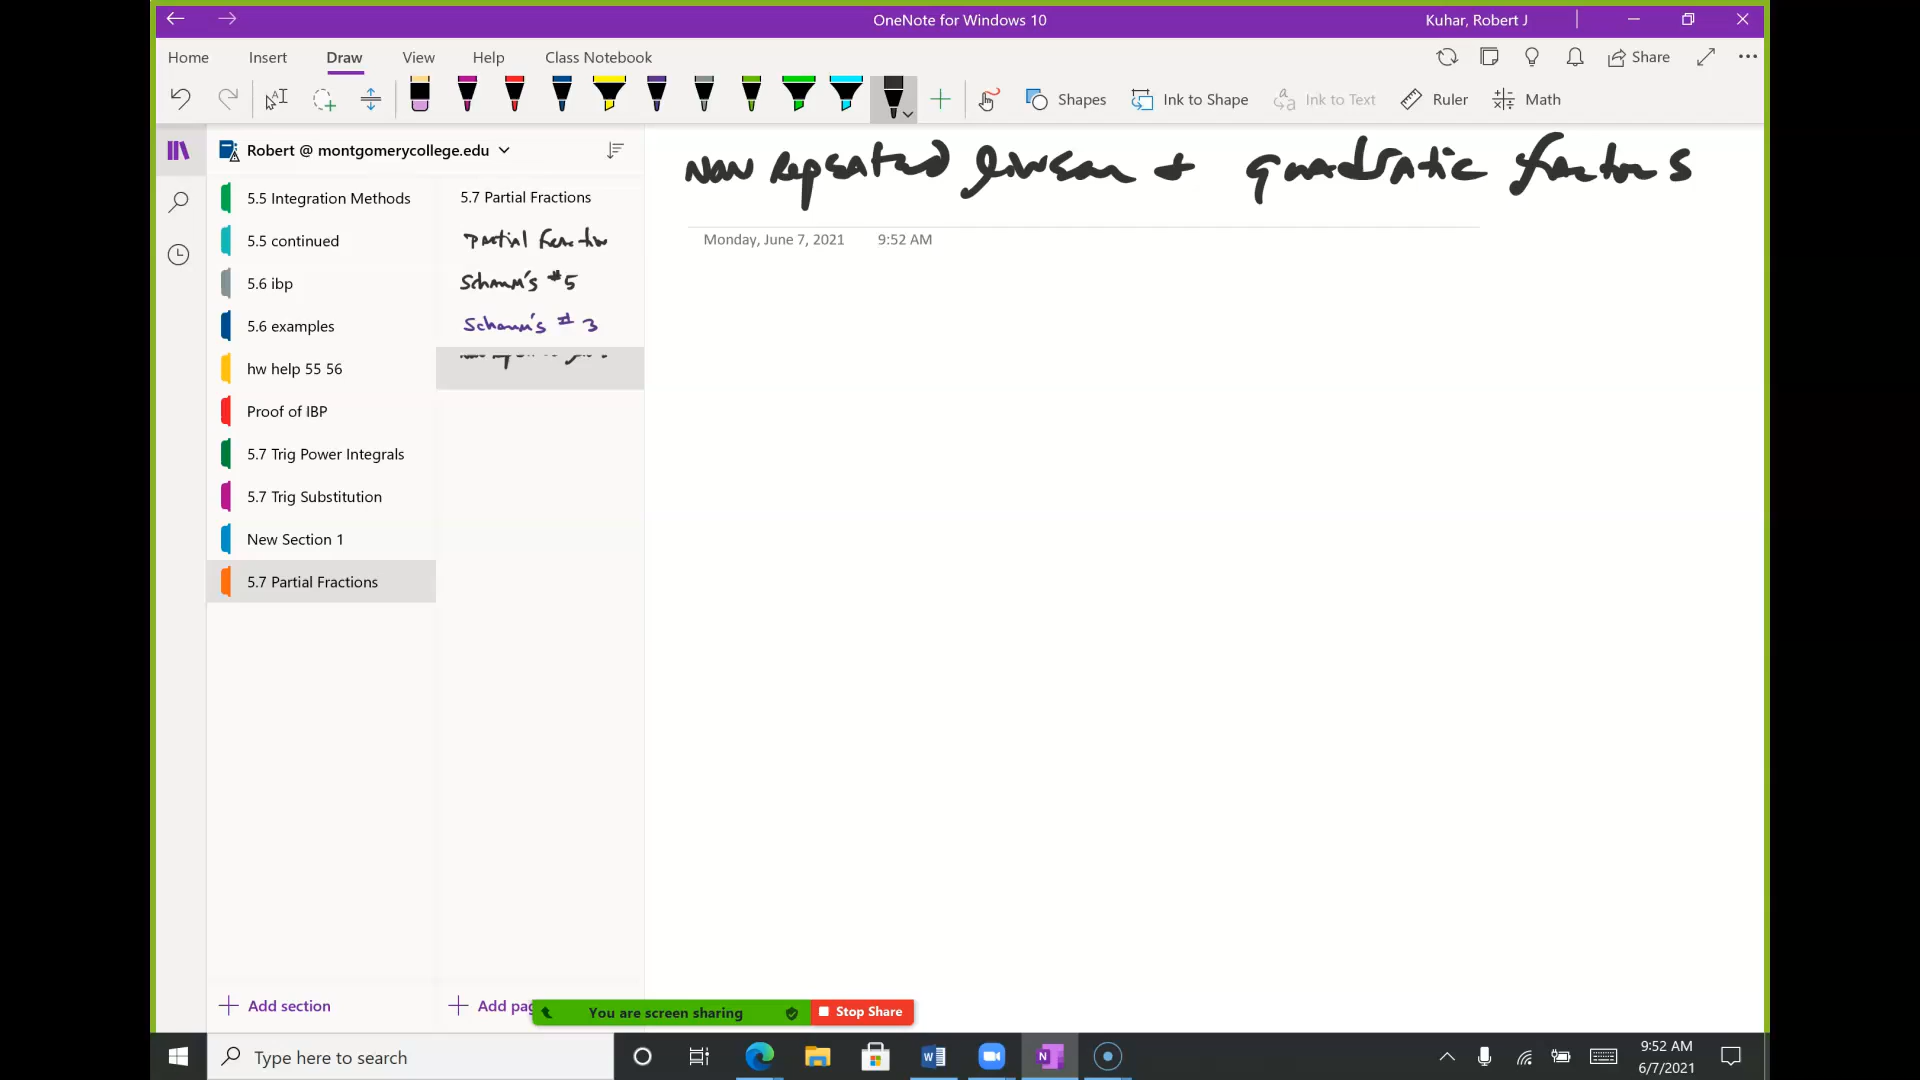 OneNote for Windows 10
Kuhar, Robert J
Home Insert Draw View Help Class Notebook
Share
Shapes Ink to Shape Ink to Text Ruler Math
Robert @ montgomerycollege.edu
5.5 Integration Methods
5.5 continued
5.6 ibp
5.6 examples
hw help 55 56
Proof of IBP
5.7 Trig Power Integrals
5.7 Trig Substitution
New Section 1
5.7 Partial Fractions
Add section
5.7 Partial Fractions
Partial Fraction
Schaum's #5
Schaum's # 3
Add pag
Non repeated linear + quadratic factors
Monday, June 7, 2021 9:52 AM
You are screen sharing
Stop Share
Type here to search
9:52 AM
6/7/2021